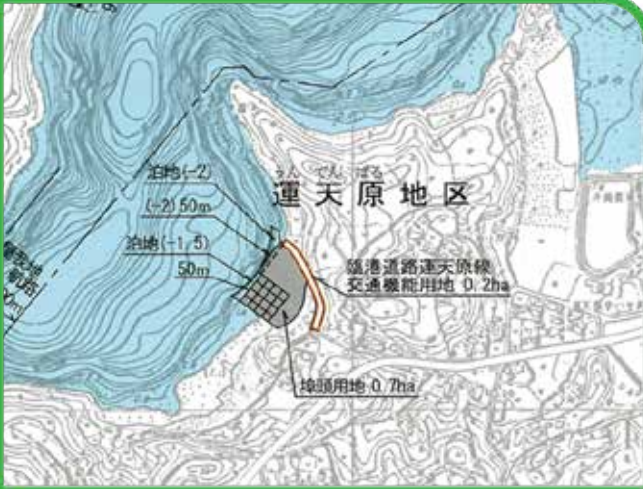 泊地(-2)
うんてんばる
運天原地区
(-2)50m
泊地(-1.5)
50m
臨港道路運天原線
交通機能用地 0.2ha
埠頭用地 0.7ha